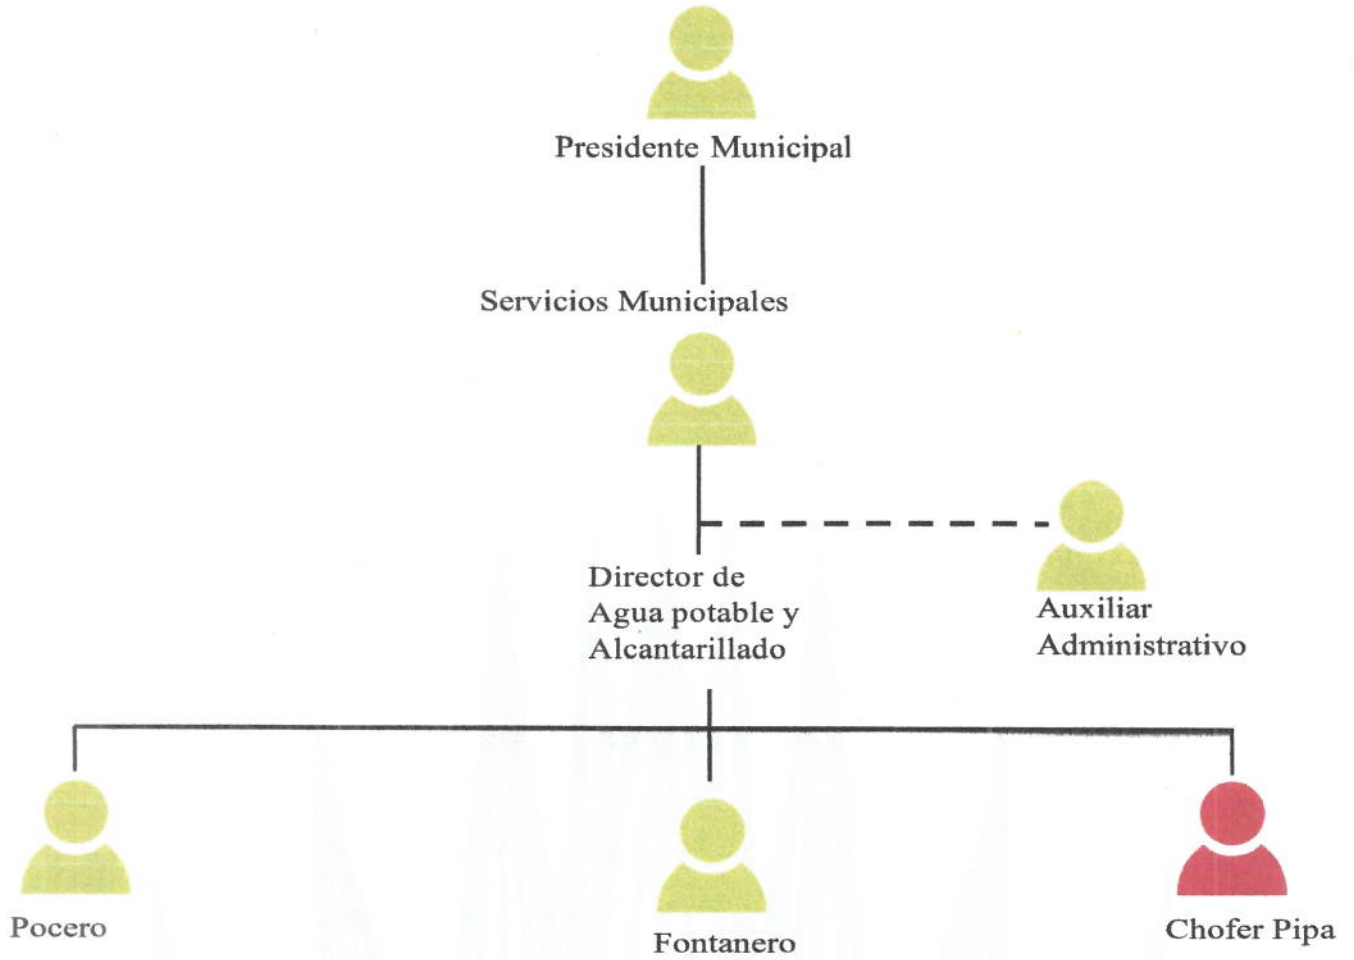 Presidente Municipal
Servicios Municipales
Director de
Agua potable y
Alcantarillado
Auxiliar
Administrativo
Pocero
Fontanero
Chofer Pipa